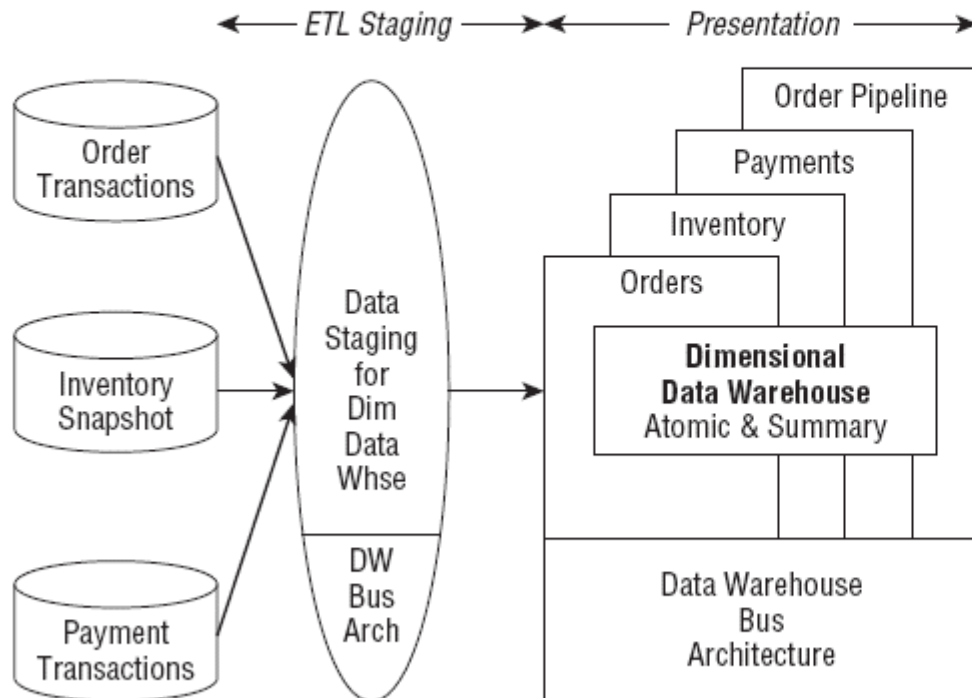 ETL Staging
Presentation
Order
Transactions
Inventory
Snapshot
Payment
Transactions
Data
Staging
for
Dim
Data
Whse
DW
Bus
Arch
Order Pipeline
Payments
Inventory
Orders
Dimensional
Data Warehouse
Atomic & Summary
Data Warehouse
Bus
Architecture